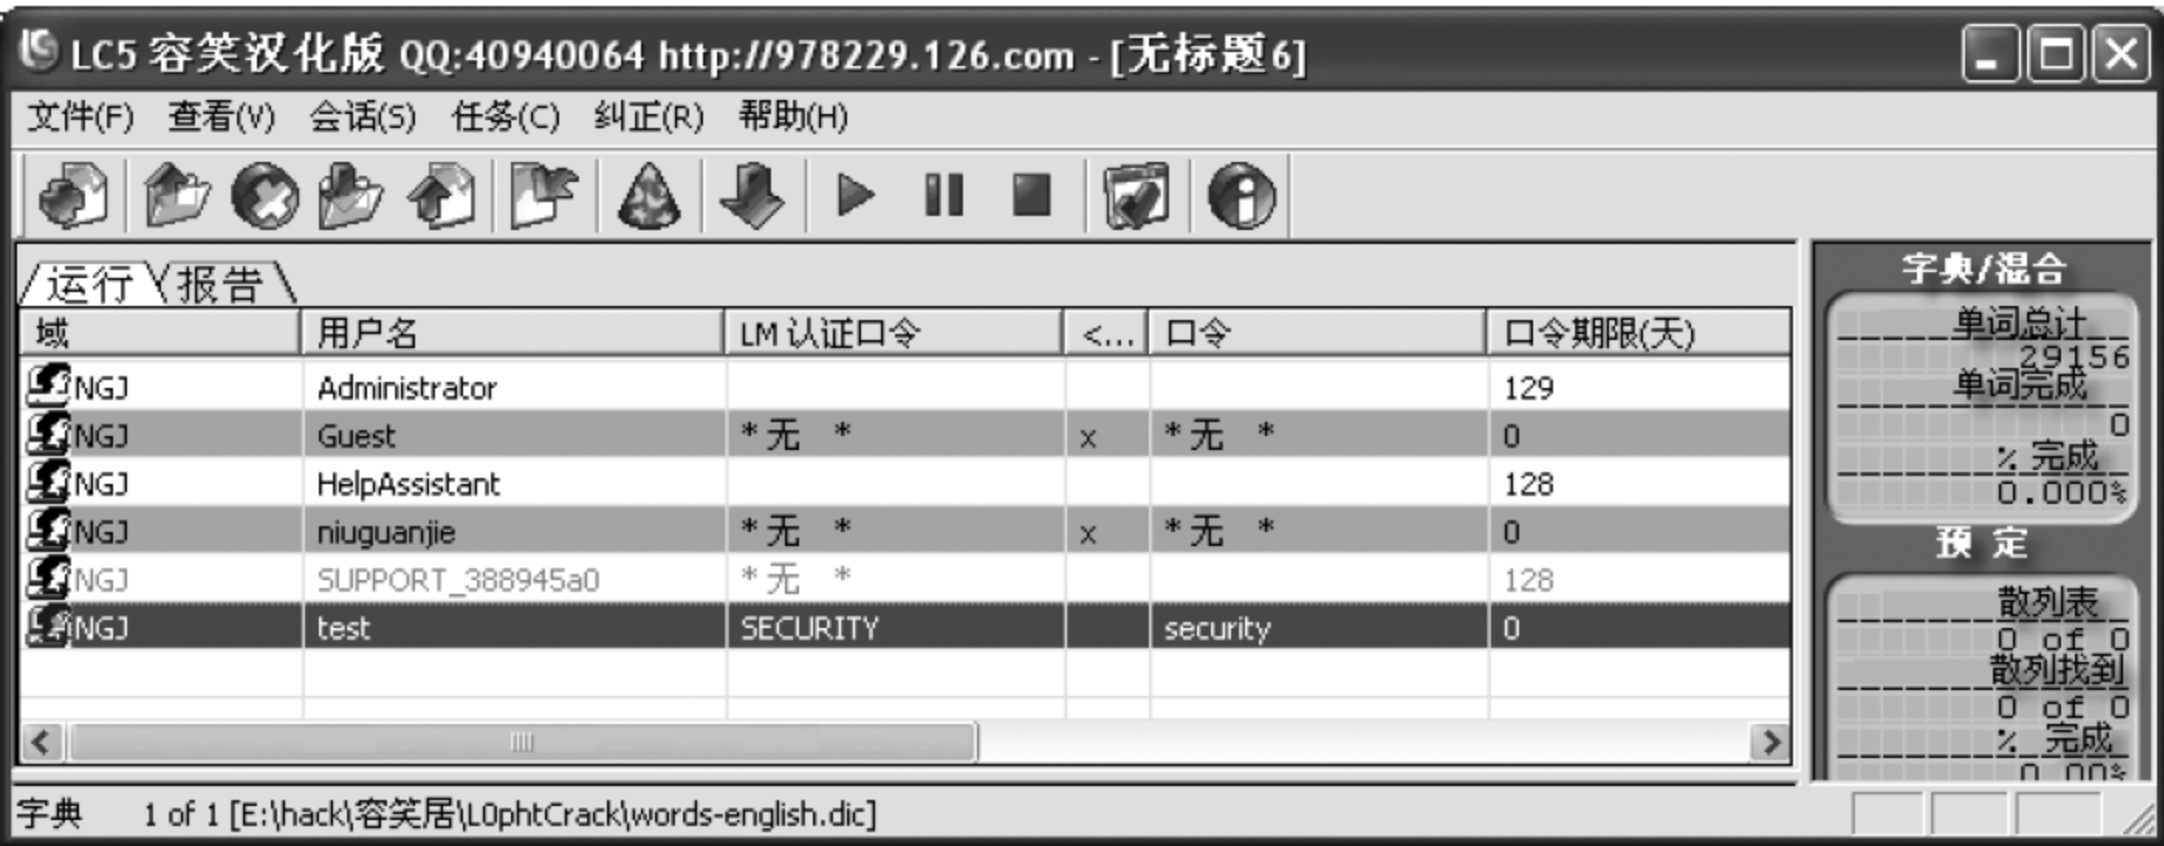 LC5 容笑汉化版 QQ:40940064 http://978229.126.com - [无标题6]
文件(F) 查看(V) 会话(S) 任务(C) 纠正(R) 帮助(H)
运行 报告
域 用户名 LM 认证口令 <... 口令 口令期限(天)
NGJ Administrator 129
NGJ Guest * 无 * x * 无 * 0
NGJ HelpAssistant 128
NGJ niuguanjie * 无 * x * 无 * 0
NGJ SUPPORT_388945a0 * 无 * 128
NGJ test SECURITY security 0
字典/混合
单词总计
29156
单词完成
0
% 完成
0.000%
预 定
散列表
0 of 0
散列找到
0 of 0
% 完成
0.00%
字典 1 of 1 [E:\hack\容笑居\L0phtCrack\words-english.dic]